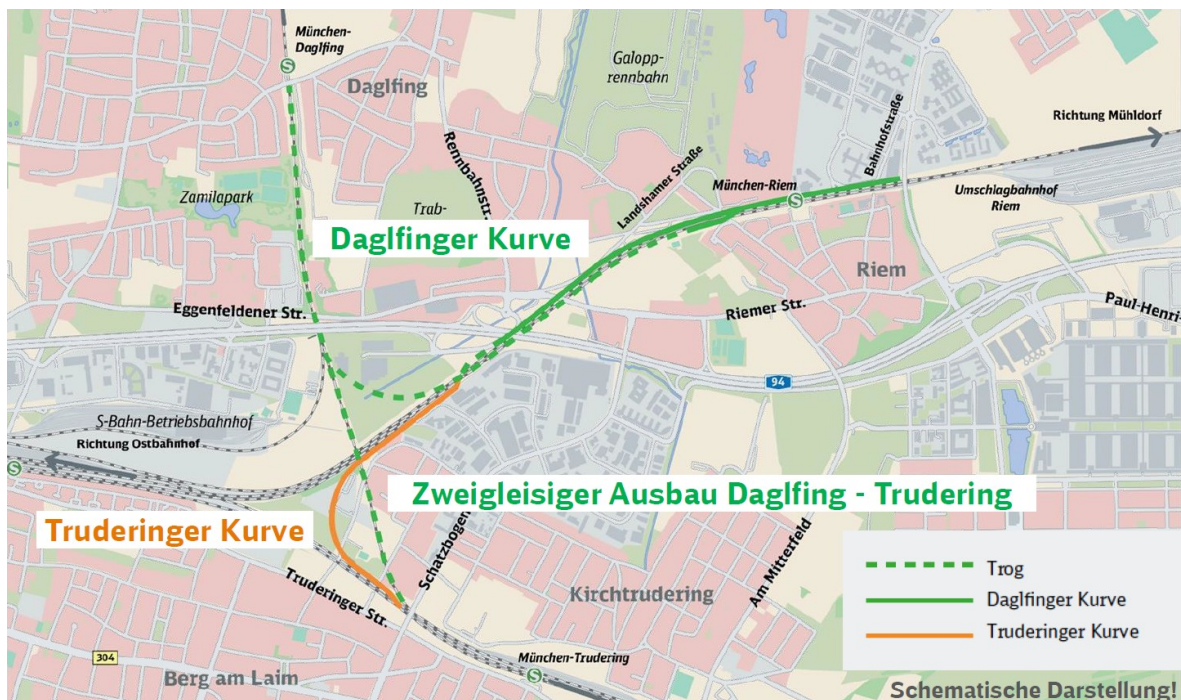 München-
Daglfing
S
Daglfing
Galopp-
rennbahn
Bahnhofstraße
Richtung Mühldorf
Rennbahnstr.
Landshamer Straße
München-Riem
S
Umschlagbahnhof
Riem
Zamilapark
Trab-
Daglfinger Kurve
Riem
Eggenfeldener Str.
Riemer Str.
Paul-Henri-
94
S-Bahn-Betriebsbahnhof
Richtung Ostbahnhof
S
Zweigleisiger Ausbau Daglfing - Trudering
Truderinger Kurve
Schatzbogen
Am Mitterfeld
Truderinger Str.
Kirchtrudering
Trog
Daglfinger Kurve
Truderinger Kurve
304
Berg am Laim
München-Trudering
S
Schematische Darstellung!